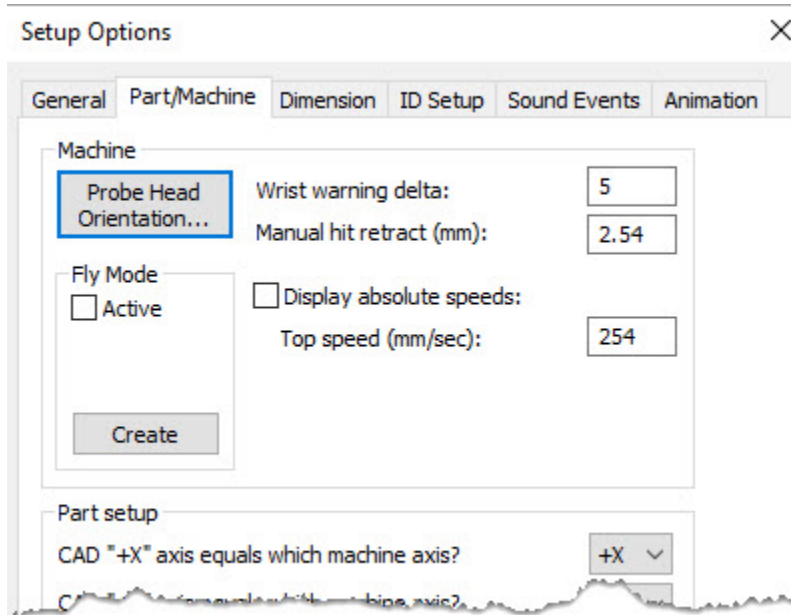 Setup Options
General Part/Machine Dimension ID Setup Sound Events Animation
Machine
Probe Head
Orientation...
Wrist warning delta: 5
Manual hit retract (mm): 2.54
Fly Mode
Active
Display absolute speeds:
Top speed (mm/sec): 254
Create
Part setup
CAD "+X" axis equals which machine axis? +X